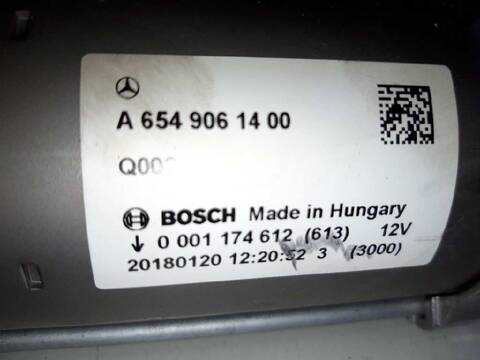 A 654 906 14 00
BOSCH Made in Hungary
0 001 174 612 (613) 12V
20180120 12:20:52 3 (3000)